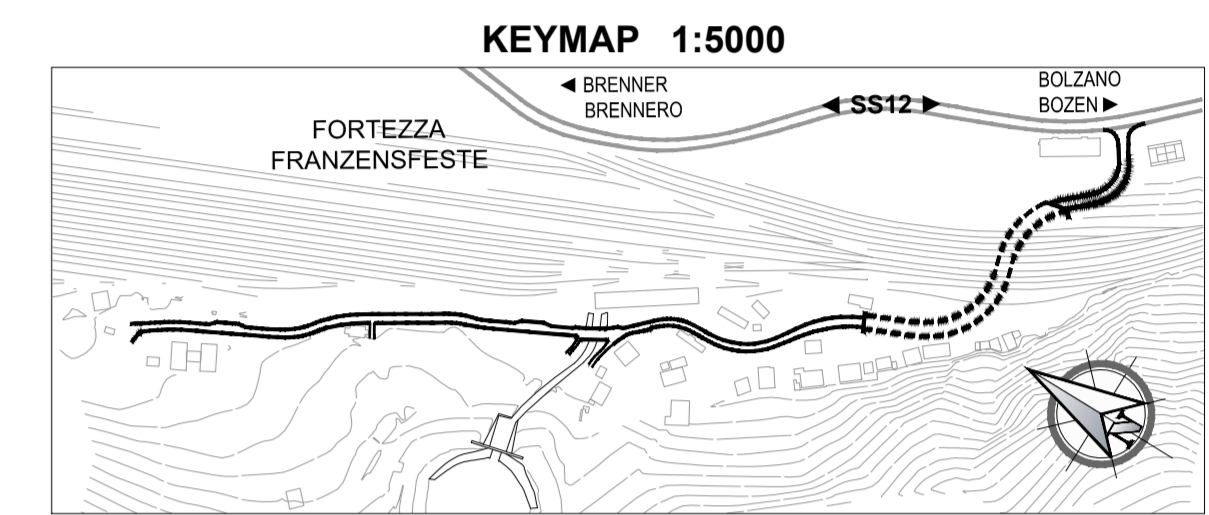 KEYMAP 1:5000
◄ BRENNER
BRENNERO
◄ SS12 ►
BOLZANO
BOZEN ►
FORTEZZA
FRANZENSFESTE